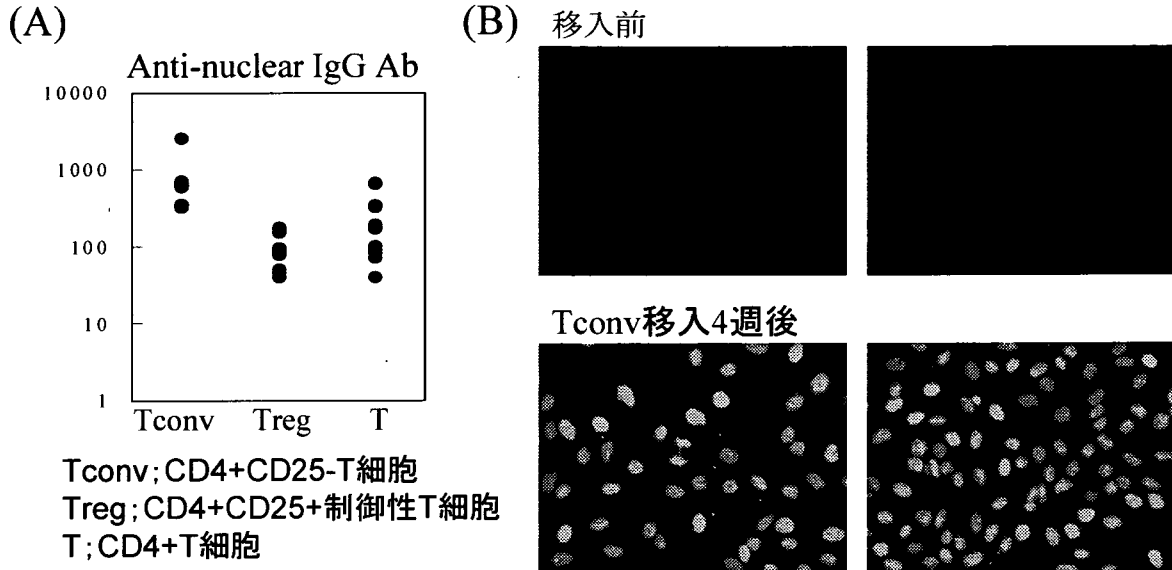 (A)
Anti-nuclear IgG Ab
10000
1000
100
10
1
Tconv Treg T
Tconv;CD4+CD25-T細胞
Treg;CD4+CD25+制御性T細胞
T;CD4+T細胞
(B)
移入前
Tconv移入4週後